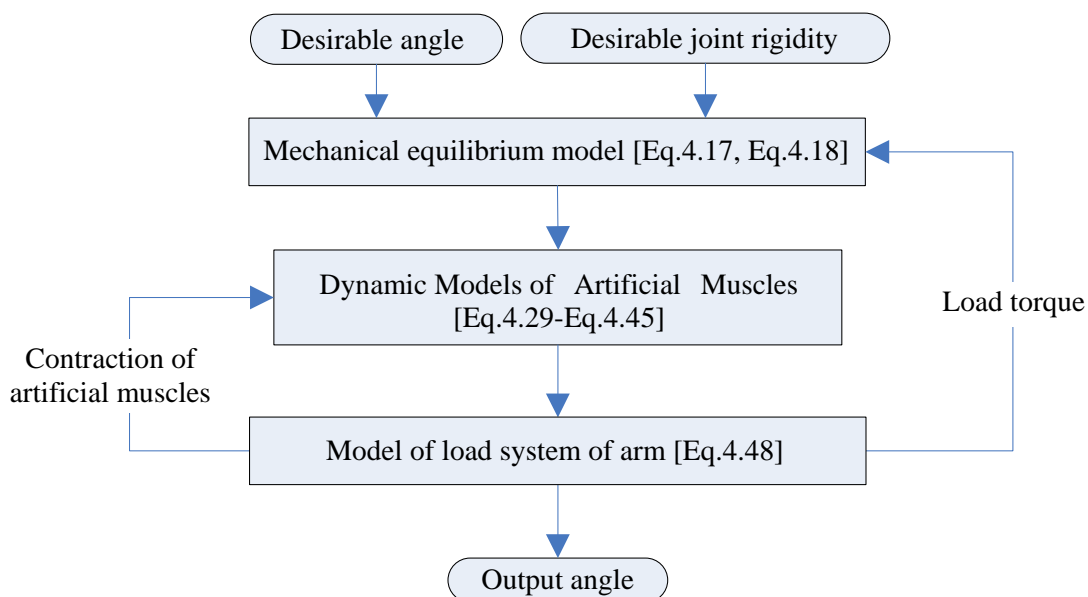 Desirable angle
Desirable joint rigidity
Mechanical equilibrium model [Eq.4.17, Eq.4.18]
Dynamic Models of Artificial Muscles
[Eq.4.29-Eq.4.45]
Load torque
Contraction of
artificial muscles
Model of load system of arm [Eq.4.48]
Output angle